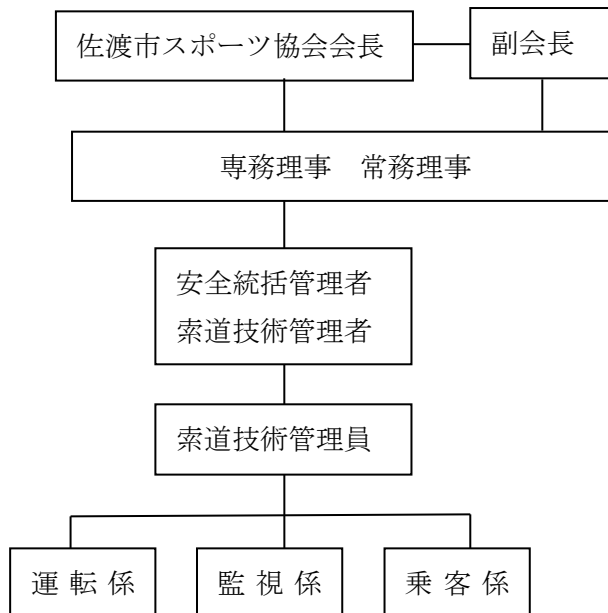 佐渡市スポーツ協会会長
副会長
専務理事　常務理事
安全統括管理者
索道技術管理者
索道技術管理員
運 転 係
監 視 係
乗 客 係